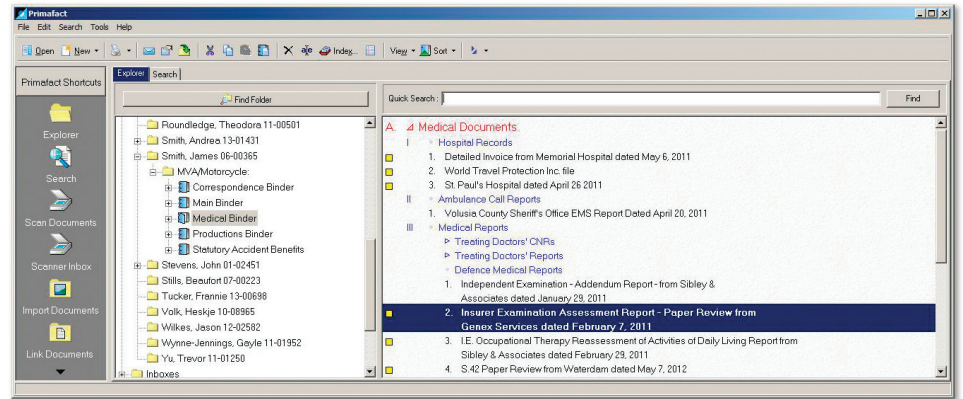 Primafact
File Edit Search Tools Help
Open New View Sort Index...
Primafact Shortcuts
Explorer
Search
Scan Documents
Scanner Inbox
Import Documents
Link Documents
Explorer Search
Find Folder
Roundledge, Theodora 11-00501
Smith, Andrea 13-01431
Smith, James 06-00365
MVA/Motorcycle:
Correspondence Binder
Main Binder
Medical Binder
Productions Binder
Statutory Accident Benefits
Stevens, John 01-02451
Stills, Beaufort 07-00223
Tucker, Frannie 13-00698
Volk, Heskje 10-08965
Wilkes, Jason 12-02582
Wynne-Jennings, Gayle 11-01952
Yu, Trevor 11-01250
Inboxes
Quick Search : Find
A. Medical Documents.
I Hospital Records
1. Detailed Invoice from Memorial Hospital dated May 6, 2011
2. World Travel Protection Inc. file
3. St. Paul's Hospital dated April 26 2011
II Ambulance Call Reports
1. Volusia County Sheriff's Office EMS Report Dated April 20, 2011
III Medical Reports
Treating Doctors' CNRs
Treating Doctors' Reports
Defence Medical Reports
1. Independent Examination - Addendum Report - from Sibley &
Associates dated January 29, 2011
2. Insurer Examination Assessment Report - Paper Review from
Genex Services dated February 7, 2011
3. I.E. Occupational Therapy Reassessment of Activities of Daily Living Report from
Sibley & Associates dated February 29, 2011
4. S.42 Paper Review from Waterdam dated May 7, 2012